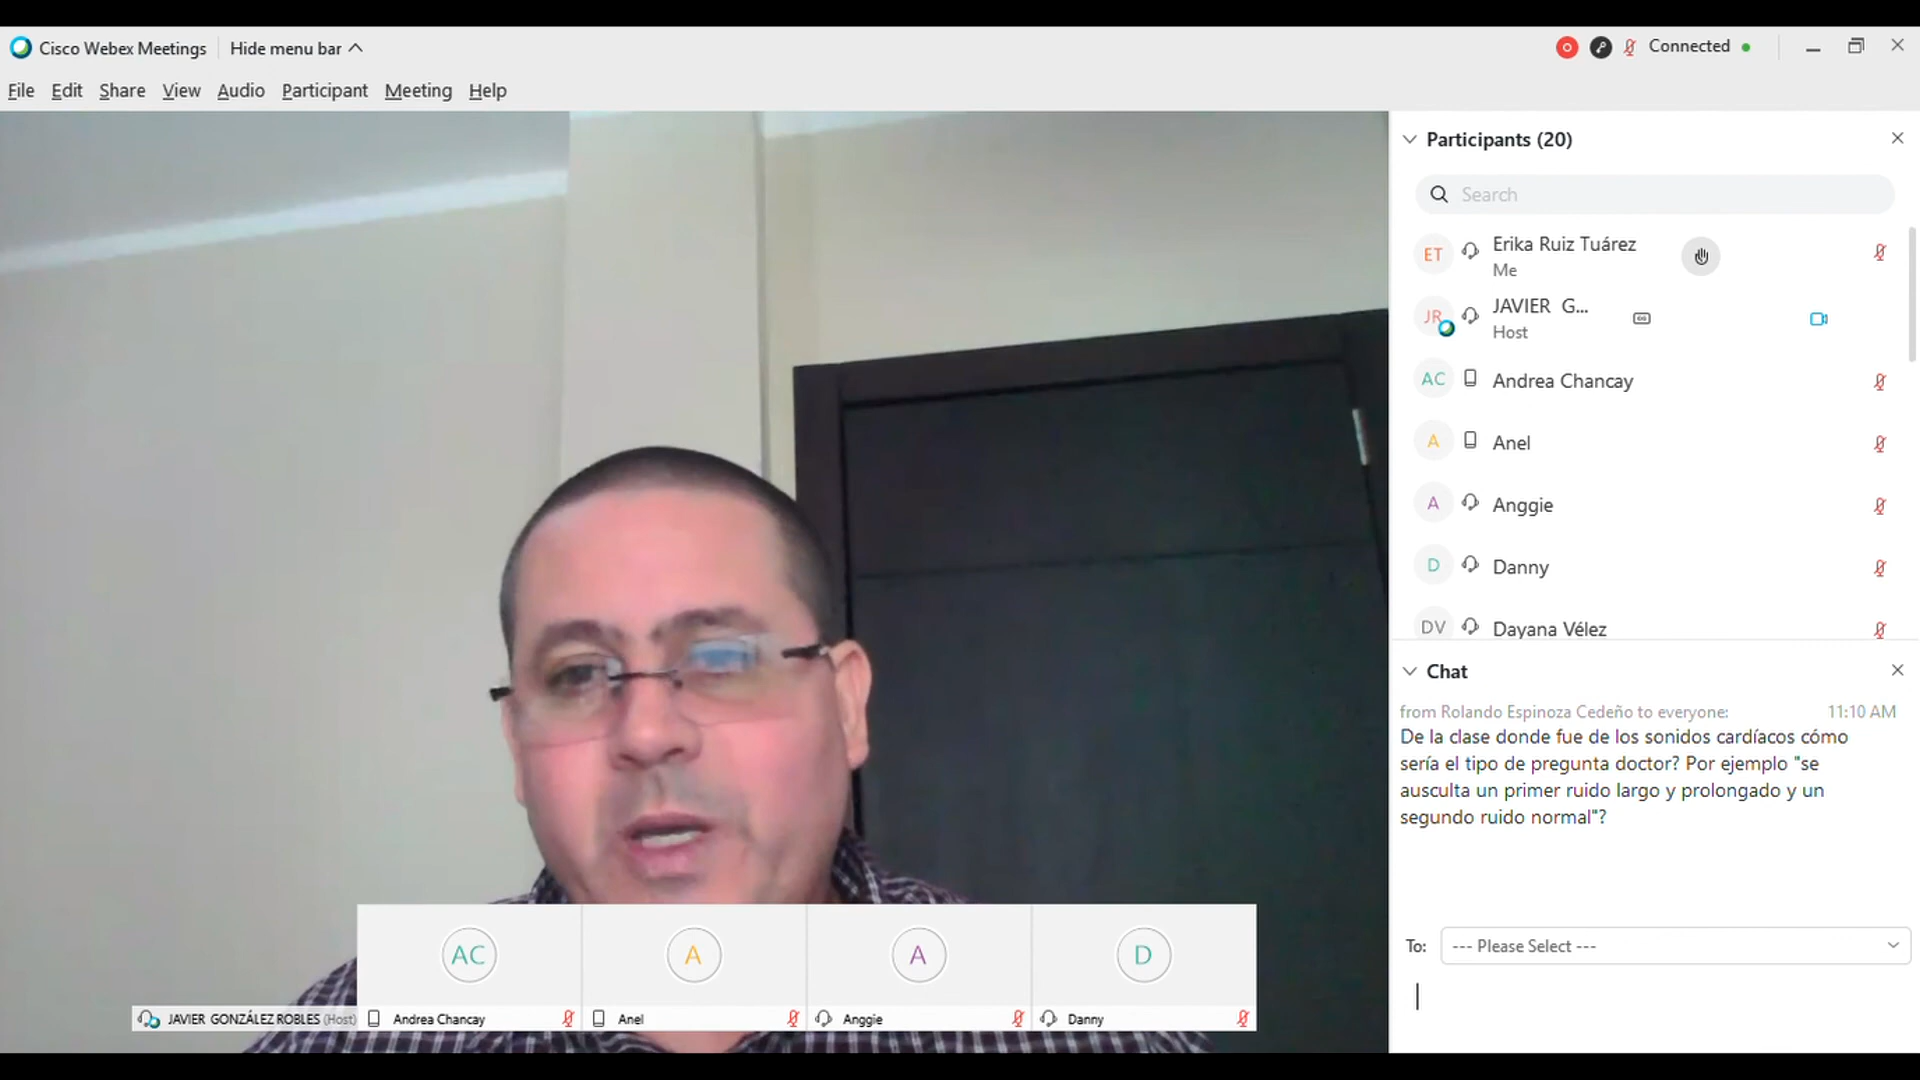 Cisco Webex Meetings
Hide menu bar
Connected
File Edit Share View Audio Participant Meeting Help
Participants (20)
Search
ET
Erika Ruiz Tuárez
Me
JR
JAVIER G...
Host
AC
Andrea Chancay
A
Anel
A
Anggie
D
Danny
DV
Dayana Vélez
Chat
from Rolando Espinoza Cedeño to everyone:
11:10 AM
De la clase donde fue de los sonidos cardíacos cómo
sería el tipo de pregunta doctor? Por ejemplo "se
ausculta un primer ruido largo y prolongado y un
segundo ruido normal"?
To:
--- Please Select ---
AC
A
A
D
JAVIER GONZÁLEZ ROBLES (Host)
Andrea Chancay
Anel
Anggie
Danny